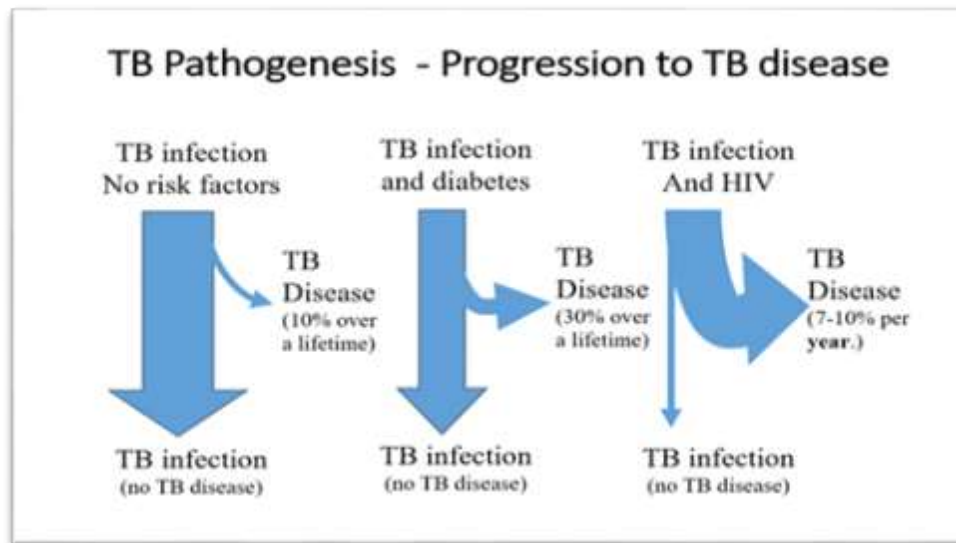 TB Pathogenesis - Progression to TB disease
TB infection
No risk factors
TB
Disease
(10% over
a lifetime)
TB infection
(no TB disease)
TB infection
and diabetes
TB
Disease
(30% over
a lifetime)
TB infection
(no TB disease)
TB infection
And HIV
TB
Disease
(7-10% per
year.)
TB infection
(no TB disease)